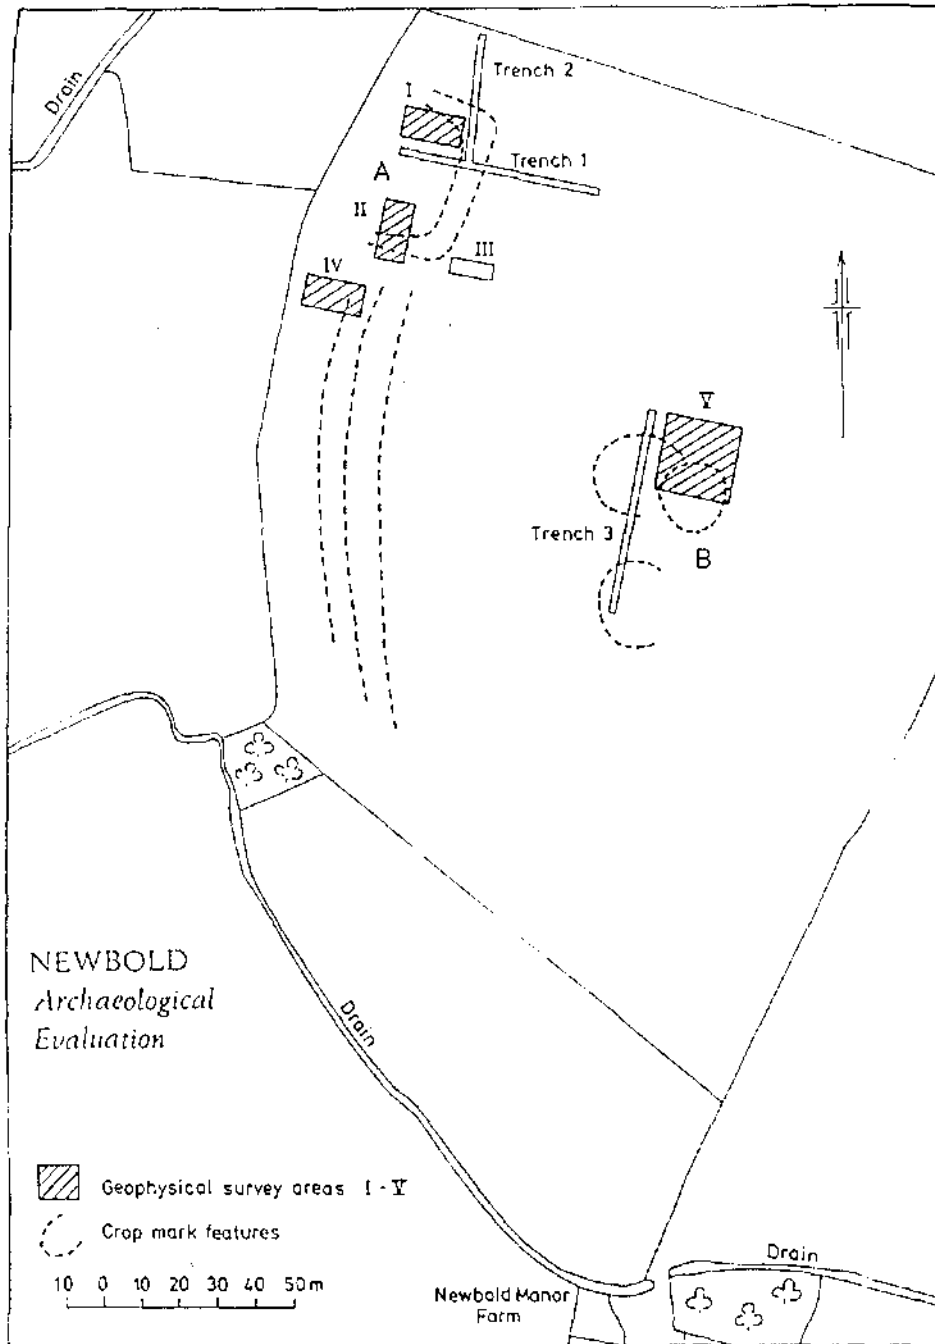 Drain
Trench 2
I
Trench 1
A
II
III
IV
V
Trench 3
B
NEWBOLD
Archaeological
Evaluation
Drain
Geophysical survey areas I - V
Crop mark features
10 0 10 20 30 40 50 m
Drain
Newbold Manor
Farm